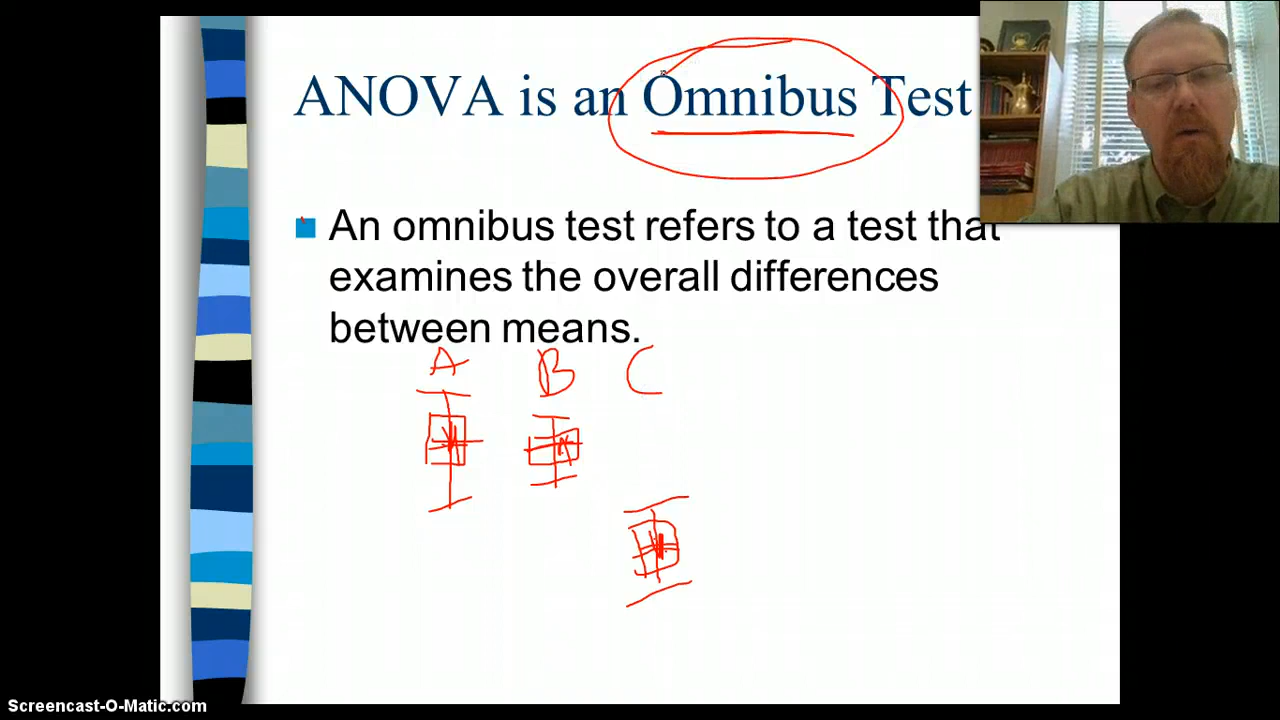 ANOVA is an Omnibus Test
An omnibus test refers to a test that
examines the overall differences
between means.
A B C
Screencast-O-Matic.com